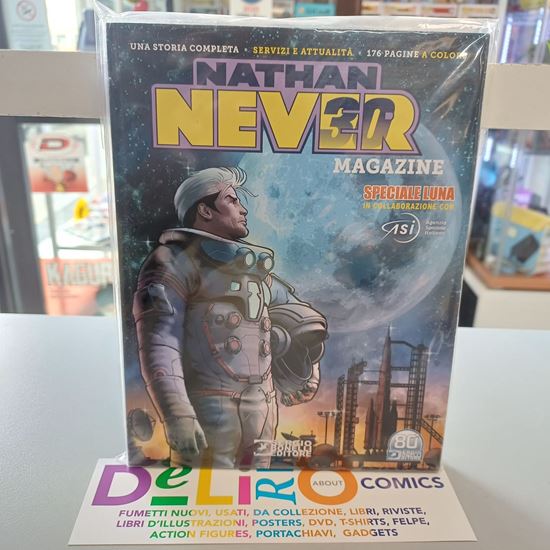 UNA STORIA COMPLETA • SERVIZI E ATTUALITÀ • 176 PAGINE A COLORI
NATHAN
NEVER
30
MAGAZINE
SPECIALE LUNA
IN COLLABORAZIONE CON
ASI Agenzia
Spaziale
Italiana
SERGIO
BONELLI
EDITORE
80
DELIRIO ABOUT COMICS
FUMETTI NUOVI, USATI, DA COLLEZIONE, LIBRI, RIVISTE,
LIBRI D'ILLUSTRAZIONI, POSTERS, DVD, T-SHIRTS, FELPE,
ACTION FIGURES, PORTACHIAVI, GADGETS